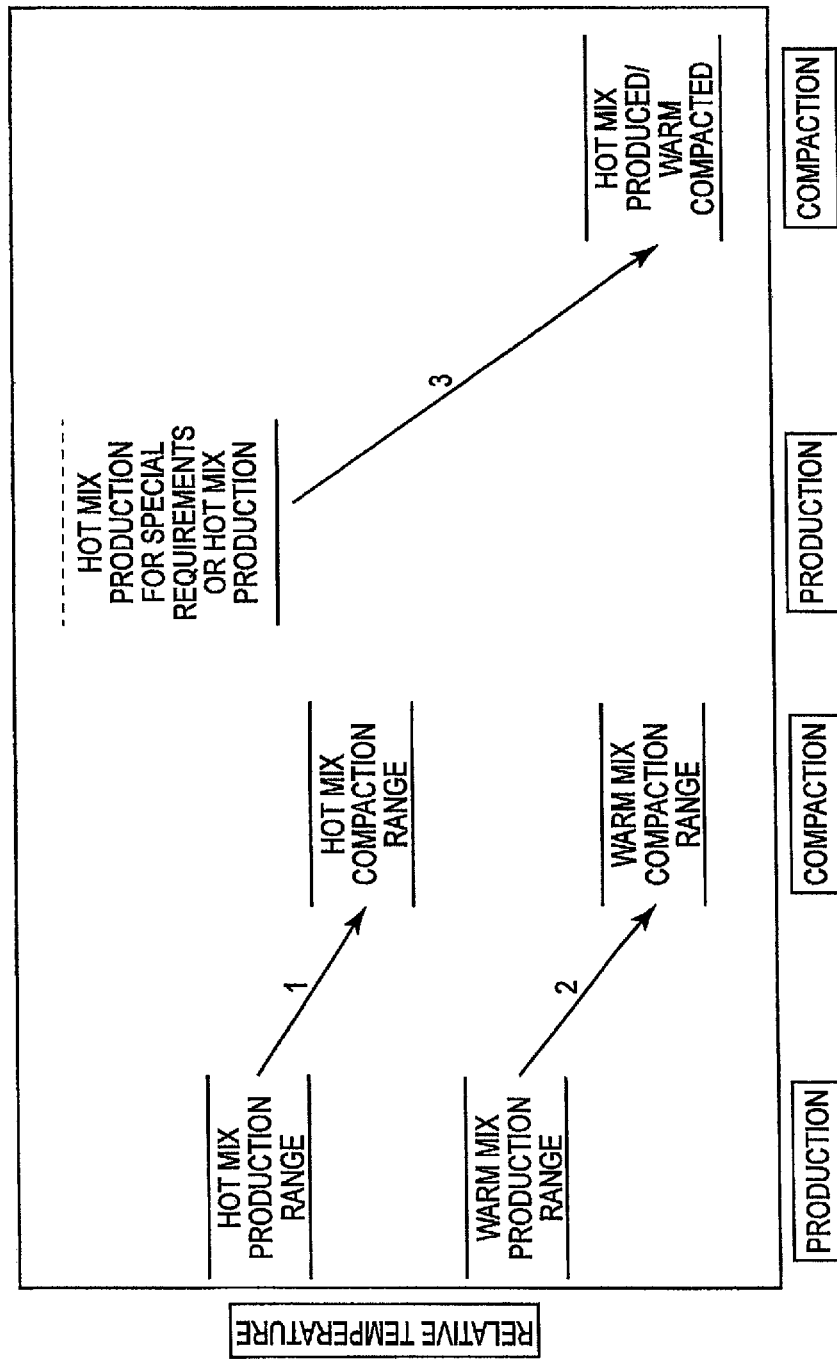 RELATIVE TEMPERATURE
HOT MIX
PRODUCTION
RANGE
1
HOT MIX
COMPACTION
RANGE
WARM MIX
PRODUCTION
RANGE
2
WARM MIX
COMPACTION
RANGE
HOT MIX
PRODUCTION
FOR SPECIAL
REQUIREMENTS
OR HOT MIX
PRODUCTION
3
HOT MIX
PRODUCED/
WARM
COMPACTED
PRODUCTION
COMPACTION
PRODUCTION
COMPACTION